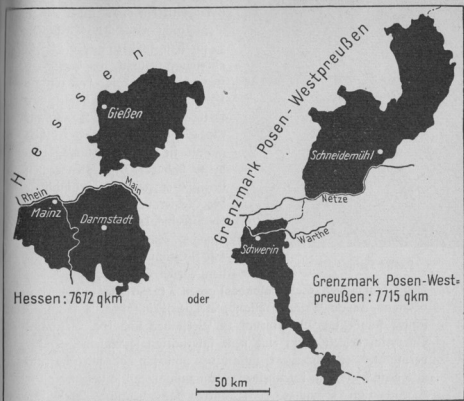 Hessen
Gießen
Rhein
Main
Mainz
Darmstadt
Hessen : 7672 qkm
oder
Grenzmark Posen-Westpreußen
Schneidemühl
Netze
Warthe
Schwerin
Grenzmark Posen-West=
preußen : 7715 qkm
50 km